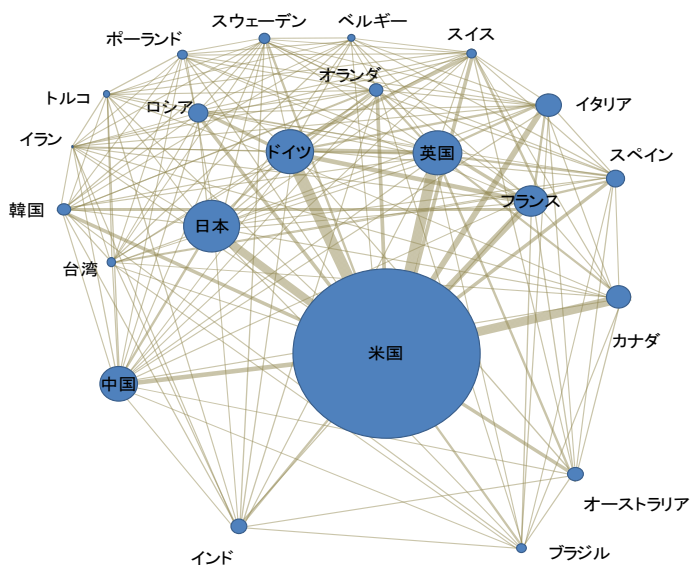 スウェーデン
ベルギー
ポーランド
スイス
オランダ
トルコ
ロシア
イタリア
イラン
ドイツ
英国
スペイン
韓国
日本
フランス
台湾
カナダ
米国
中国
オーストラリア
インド
ブラジル